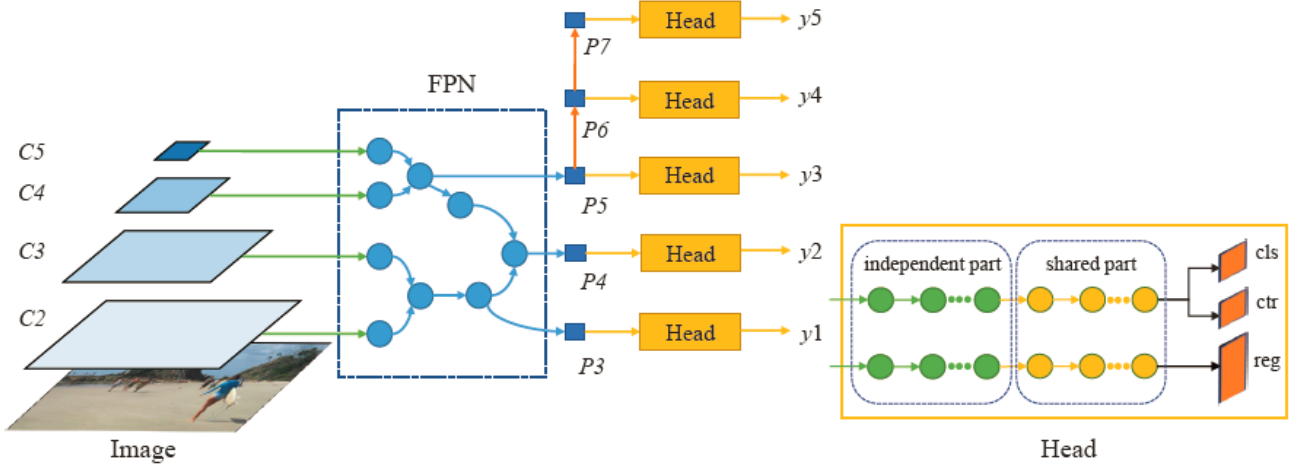 Head
y5
P7
FPN
Head
y4
P6
C5
C4
Head
y3
P5
C3
Head
y2
P4
C2
Head
y1
P3
Image
independent part
shared part
cls
ctr
reg
Head